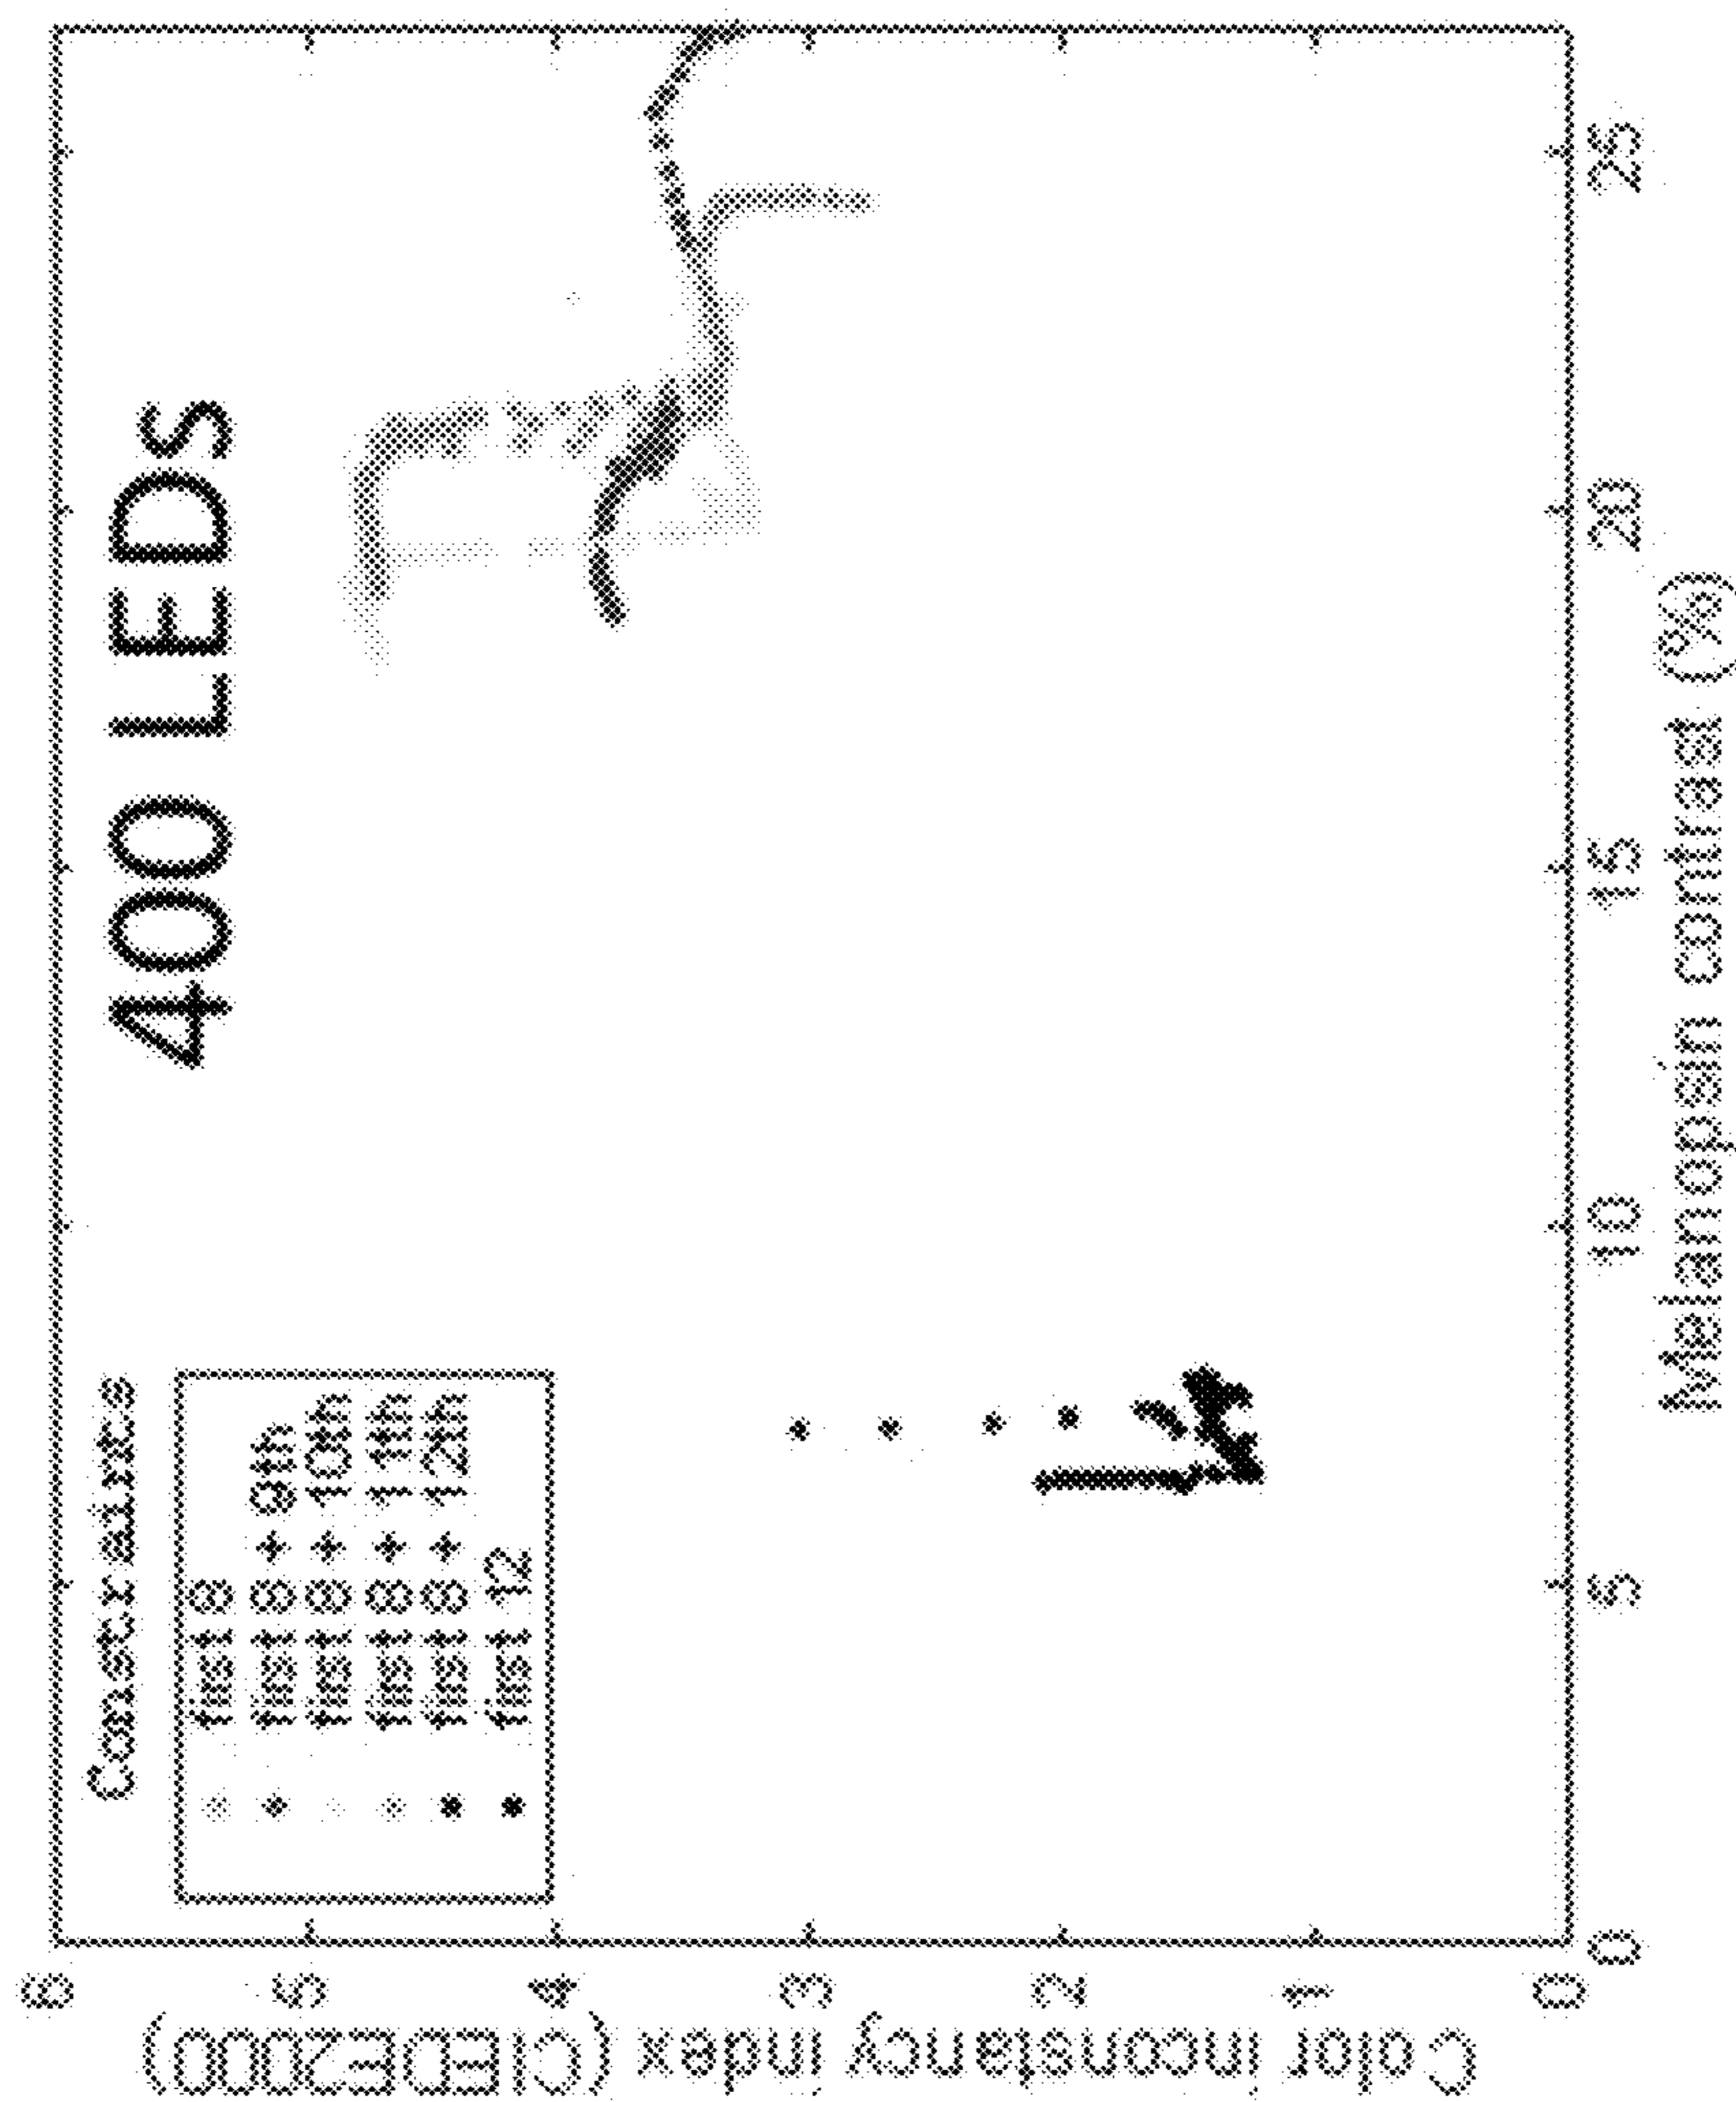 400 LEDS
Constraints
first 8
first 8 + 9th
first 8 + 10th
first 8 + 11th
first 8 + 12th
first 12
Color inconstancy index (CIEDE2000)
6
5
4
3
2
1
0
0
5
10
15
20
25
Melanopsin contrast (%)